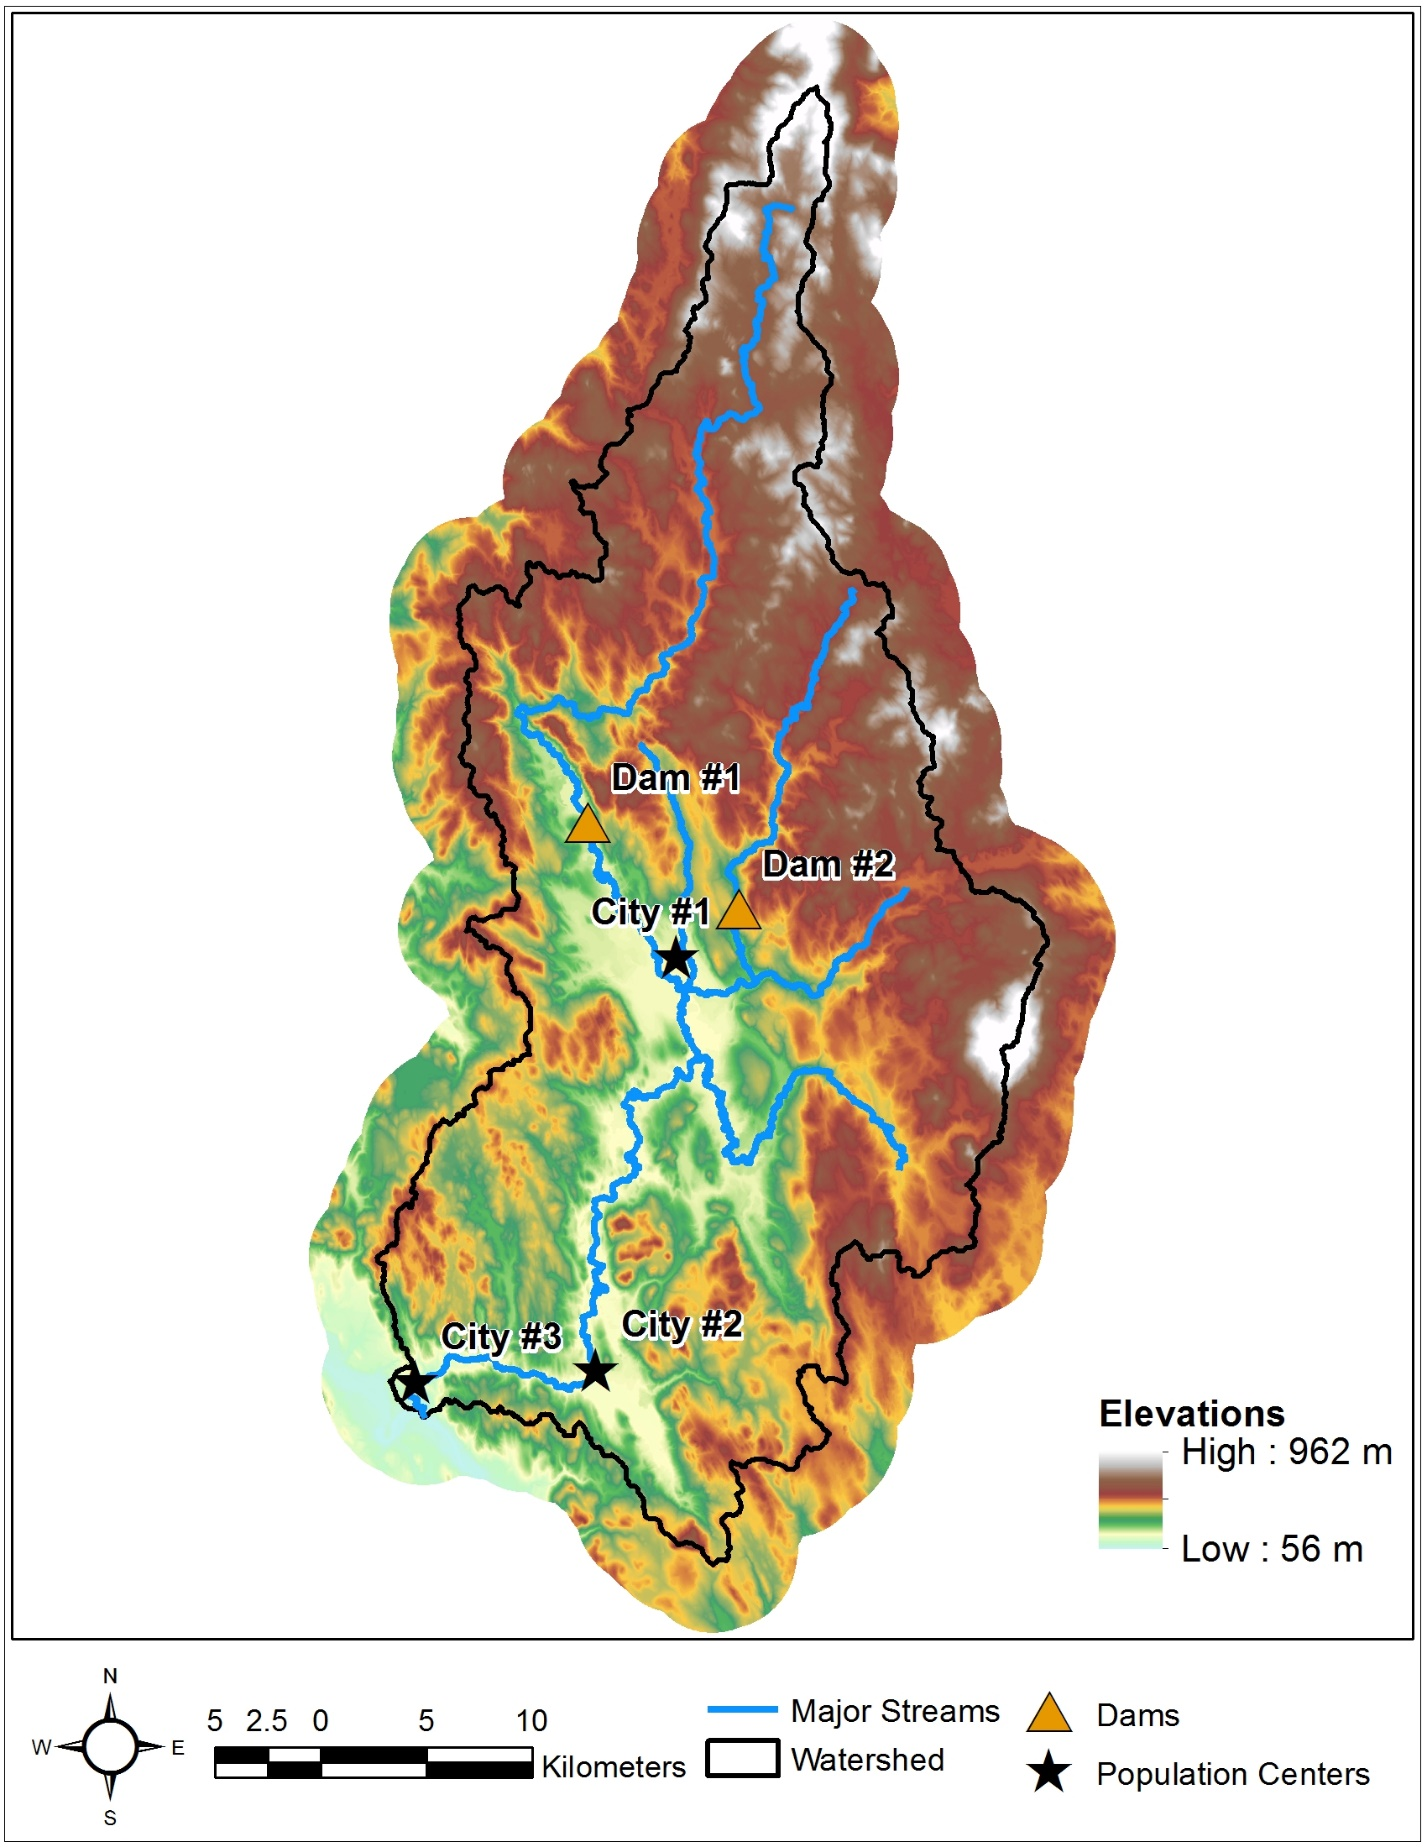 Dam #1
Dam #2
City #1
City #2
City #3
Elevations
High : 962 m
Low : 56 m
N
W E
S
5 2.5 0 5 10
Kilometers
Major Streams
Watershed
Dams
Population Centers